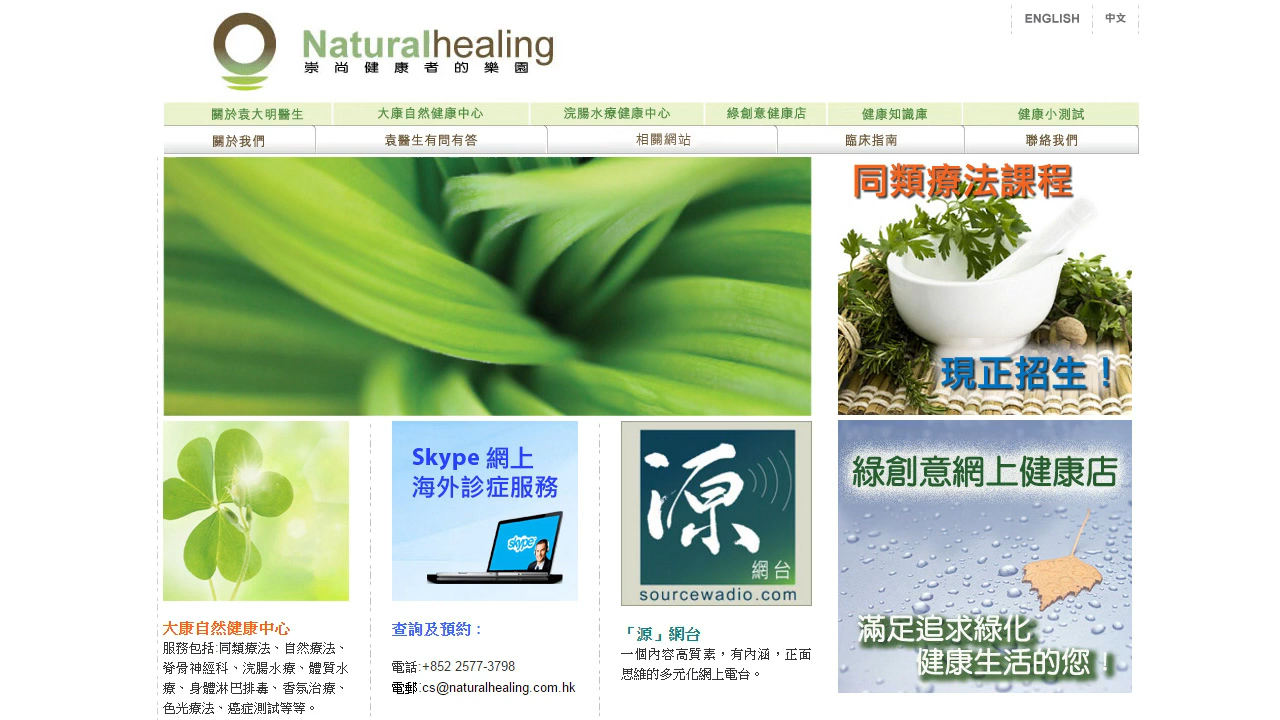 ENGLISH 中文
Naturalhealing
崇尚健康者的樂園
關於袁大明醫生 大康自然健康中心 浣腸水療健康中心 綠創意健康店 健康知識庫 健康小測試
關於我們 袁醫生有問有答 相關網站 臨床指南 聯絡我們
同類療法課程
現正招生！
Skype 網上
海外診症服務
skype
源
網台
sourcewadio.com
綠創意網上健康店
滿足追求綠化
健康生活的您！
大康自然健康中心
服務包括:同類療法、自然療法、
脊骨神經科、浣腸水療、體質水
療、身體淋巴排毒、香氛治療、
色光療法、癌症測試等等。
查詢及預約：
電話:+852 2577-3798
電郵:cs@naturalhealing.com.hk
「源」網台
一個內容高質素，有內涵，正面
思維的多元化網上電台。